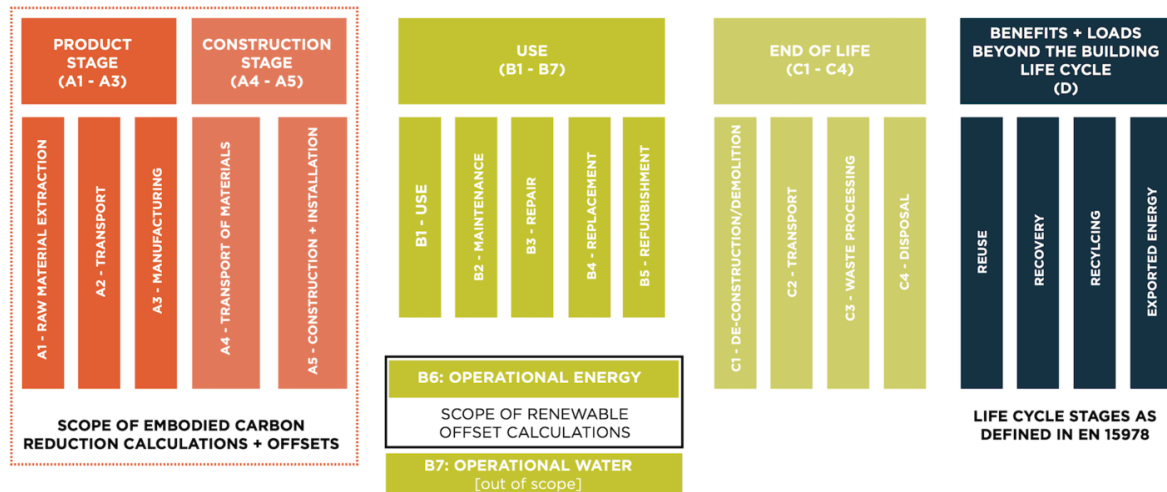 PRODUCT
STAGE
(A1 - A3)
CONSTRUCTION
STAGE
(A4 - A5)
A1 - RAW MATERIAL EXTRACTION
A2 - TRANSPORT
A3 - MANUFACTURING
A4 - TRANSPORT OF MATERIALS
A5 - CONSTRUCTION + INSTALLATION
SCOPE OF EMBODIED CARBON
REDUCTION CALCULATIONS + OFFSETS
USE
(B1 - B7)
B1 - USE
B2 - MAINTENANCE
B3 - REPAIR
B4 - REPLACEMENT
B5 - REFURBISHMENT
B6: OPERATIONAL ENERGY
SCOPE OF RENEWABLE
OFFSET CALCULATIONS
B7: OPERATIONAL WATER
[out of scope]
END OF LIFE
(C1 - C4)
C1 - DE-CONSTRUCTION/DEMOLITION
C2 - TRANSPORT
C3 - WASTE PROCESSING
C4 - DISPOSAL
BENEFITS + LOADS
BEYOND THE BUILDING
LIFE CYCLE
(D)
REUSE
RECOVERY
RECYLCING
EXPORTED ENERGY
LIFE CYCLE STAGES AS
DEFINED IN EN 15978